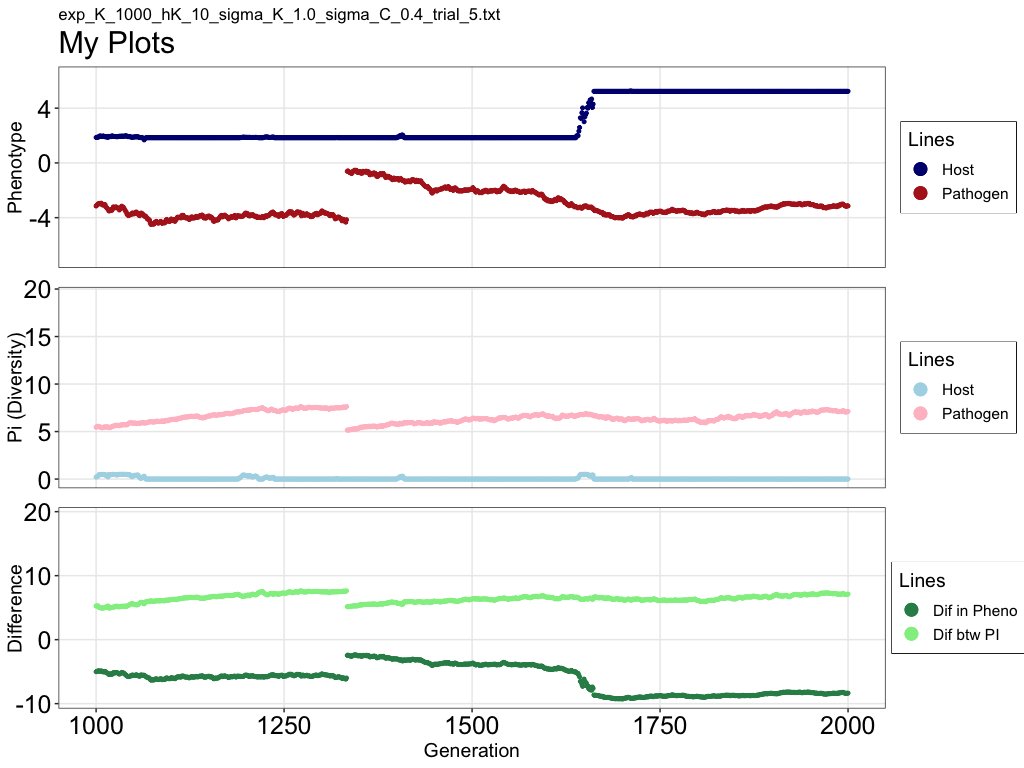 exp_K_1000_hK_10_sigma_K_1.0_sigma_C_0.4_trial_5.txt
My Plots
Phenotype
4
0
-4
Lines
Host
Pathogen
Pi (Diversity)
20
15
10
5
0
Lines
Host
Pathogen
Difference
20
10
0
-10
Lines
Dif in Pheno
Dif btw PI
1000
1250
1500
1750
2000
Generation